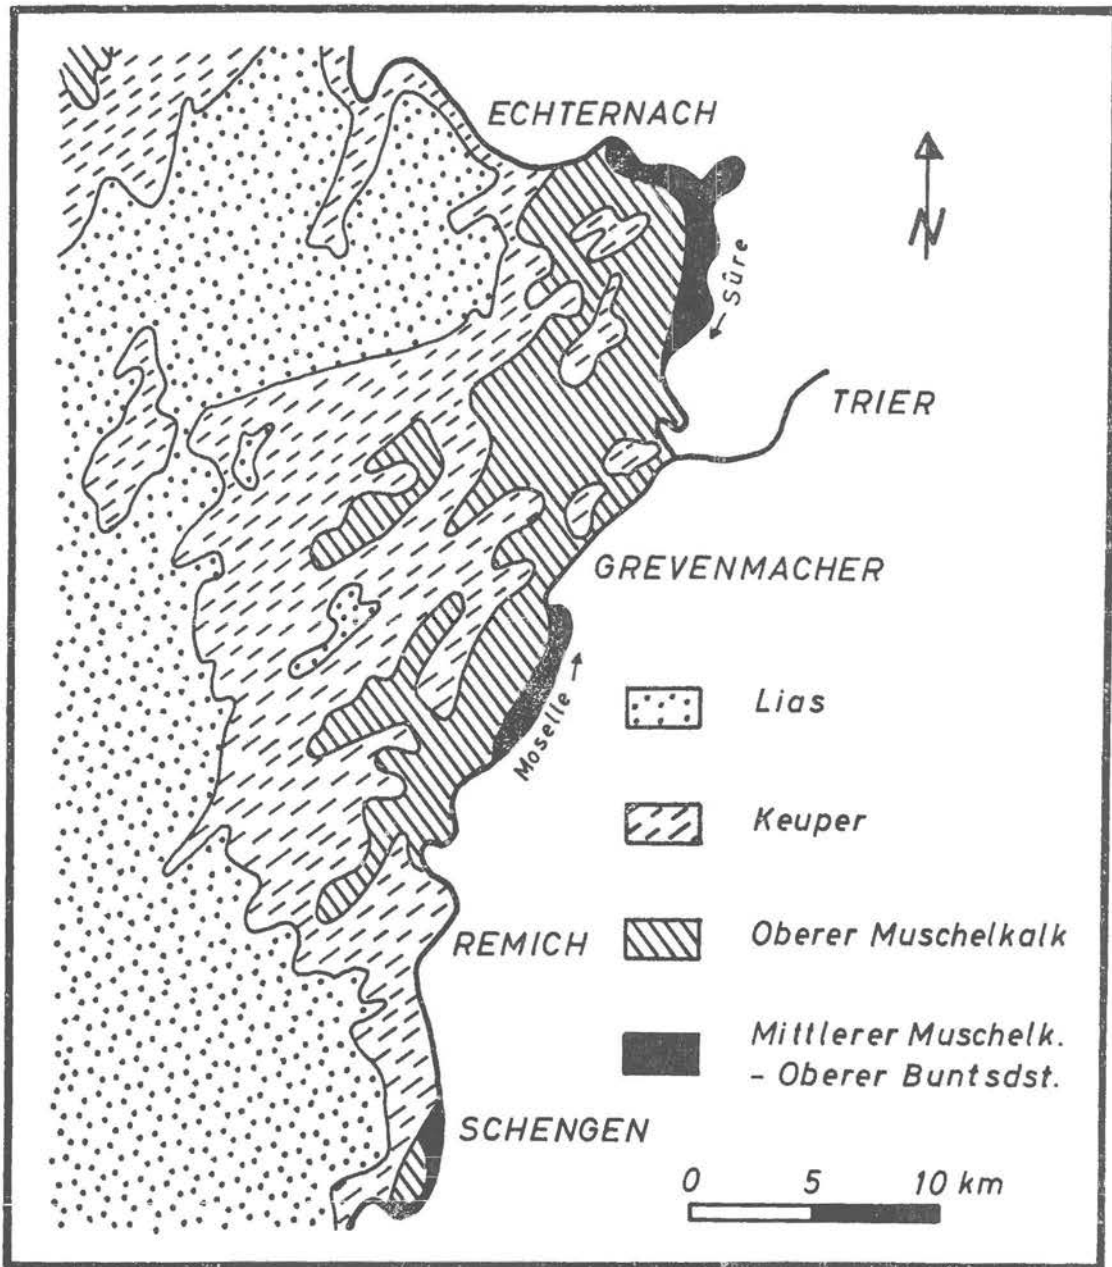 ECHTERNACH
N
← Sûre
TRIER
GREVENMACHER
Moselle →
Lias
Keuper
REMICH
Oberer Muschelkalk
Mittlerer Muschelk.
- Oberer Buntsdst.
SCHENGEN
0 5 10 km